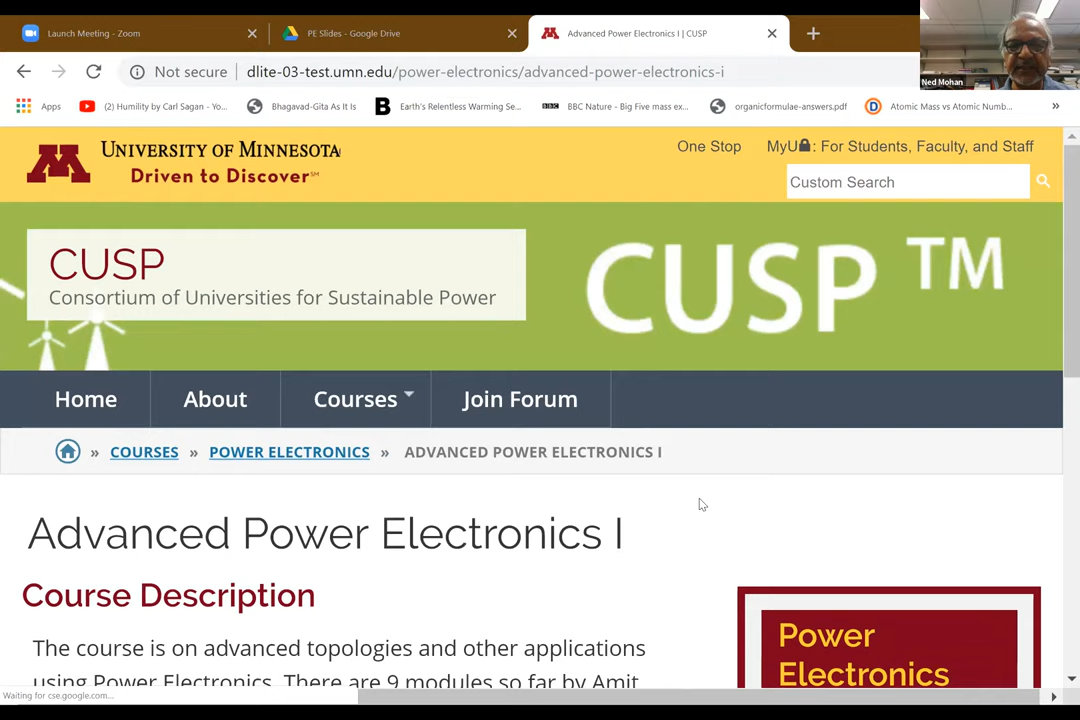 Launch Meeting - Zoom
PE Slides - Google Drive
Advanced Power Electronics I | CUSP
Not secure
dlite-03-test.umn.edu/power-electronics/advanced-power-electronics-i
Ned Mohan
Apps
(2) Humility by Carl Sagan - Yo...
Bhagavad-Gita As It Is
Earth's Relentless Warming Se...
BBC Nature - Big Five mass ex...
organicformulae-answers.pdf
Atomic Mass vs Atomic Numb...
»
M
UNIVERSITY OF MINNESOTA
Driven to Discover℠
One Stop
MyU: For Students, Faculty, and Staff
Custom Search
CUSP
Consortium of Universities for Sustainable Power
CUSP TM
Home
About
Courses
Join Forum
» COURSES » POWER ELECTRONICS » ADVANCED POWER ELECTRONICS I
Advanced Power Electronics I
Course Description
The course is on advanced topologies and other applications
using Power Electronics. There are 9 modules so far by Amit
Power
Electronics
Waiting for cse.google.com...